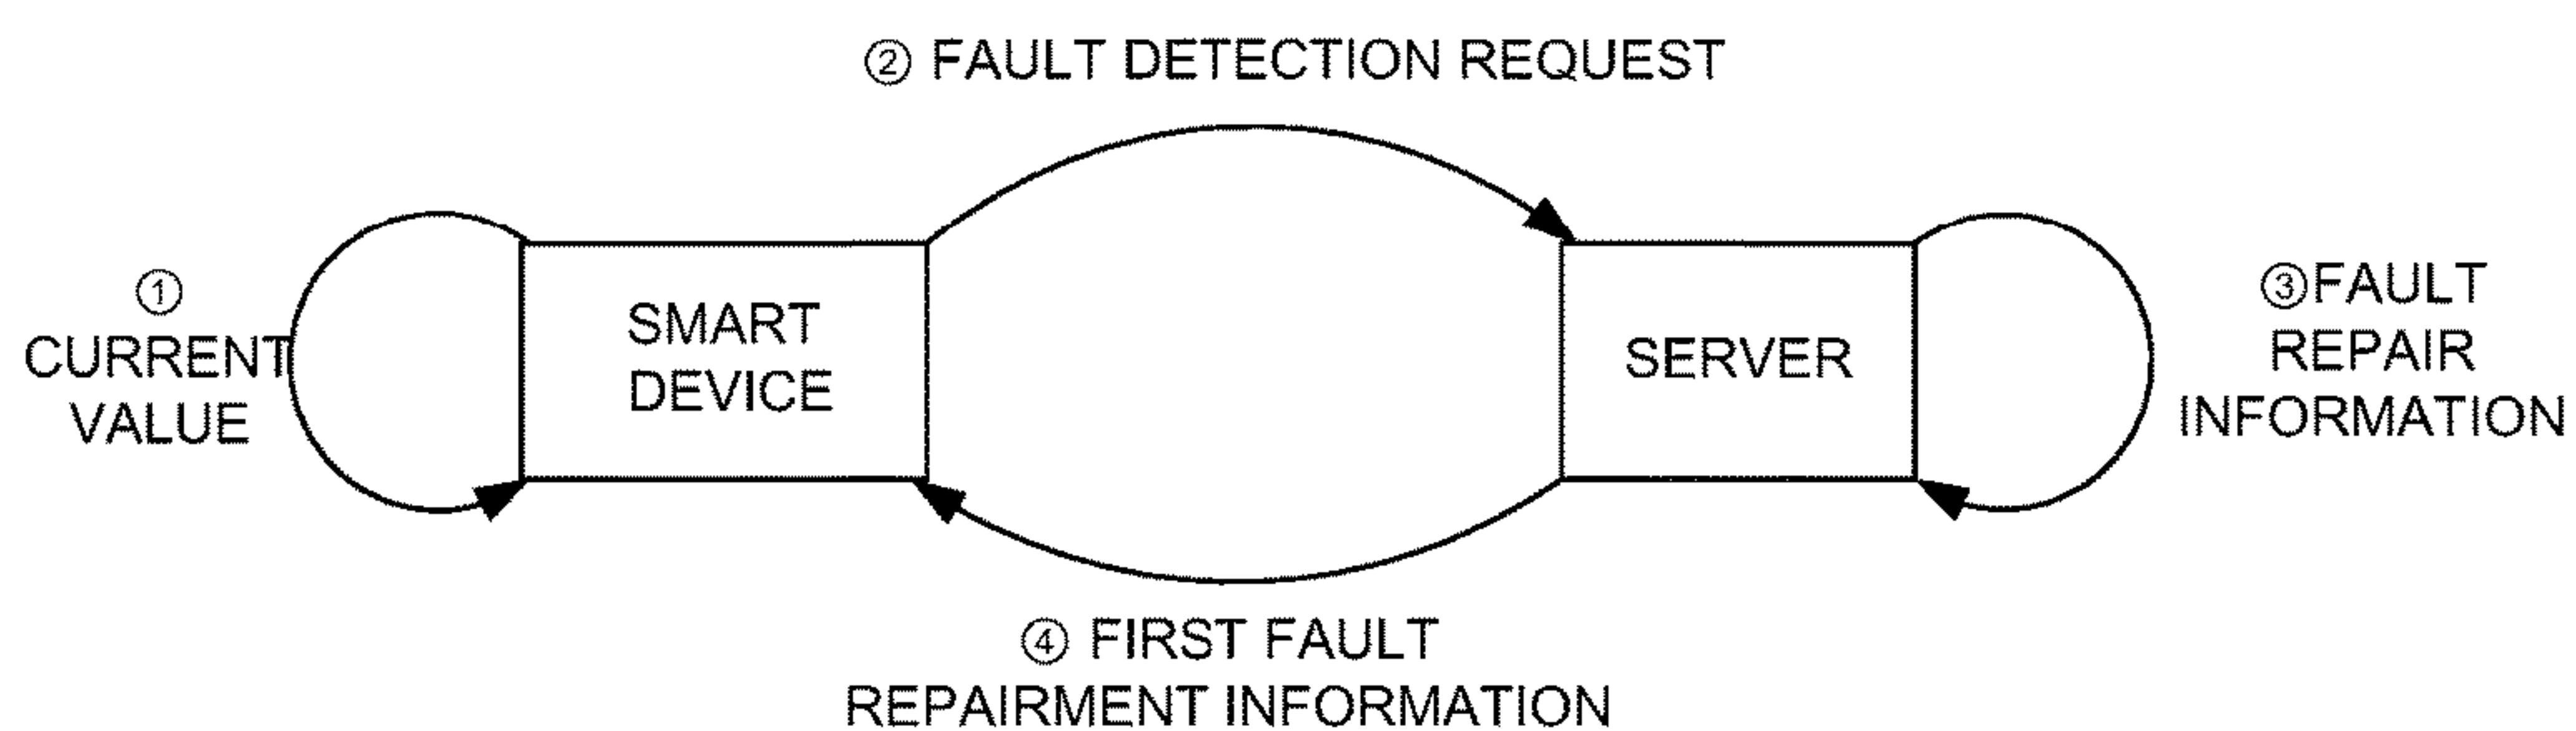 ② FAULT DETECTION REQUEST
①
CURRENT
VALUE
SMART
DEVICE
SERVER
③FAULT
REPAIR
INFORMATION
④ FIRST FAULT
REPAIRMENT INFORMATION